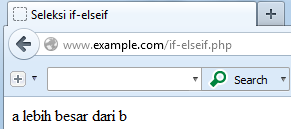 Seleksi if-elseif
www.example.com/if-elseif.php
Search
a lebih besar dari b